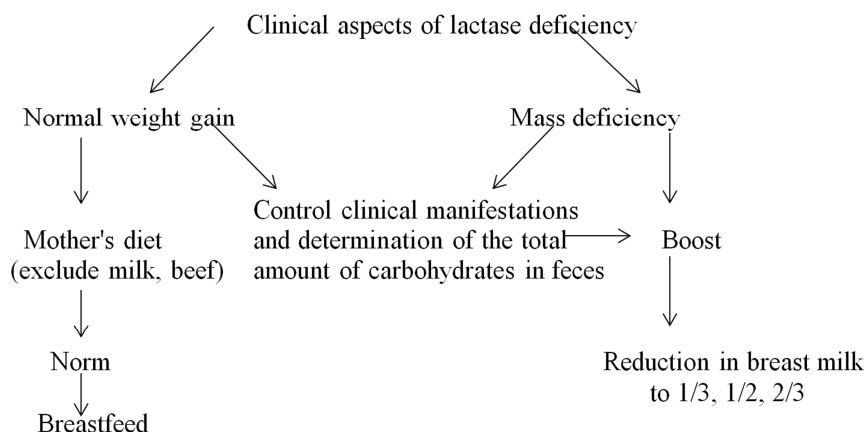 Clinical aspects of lactase deficiency
Normal weight gain
Mass deficiency
Control clinical manifestations
and determination of the total
amount of carbohydrates in feces
Mother's diet
(exclude milk, beef)
Boost
Norm
Reduction in breast milk
to 1/3, 1/2, 2/3
Breastfeed